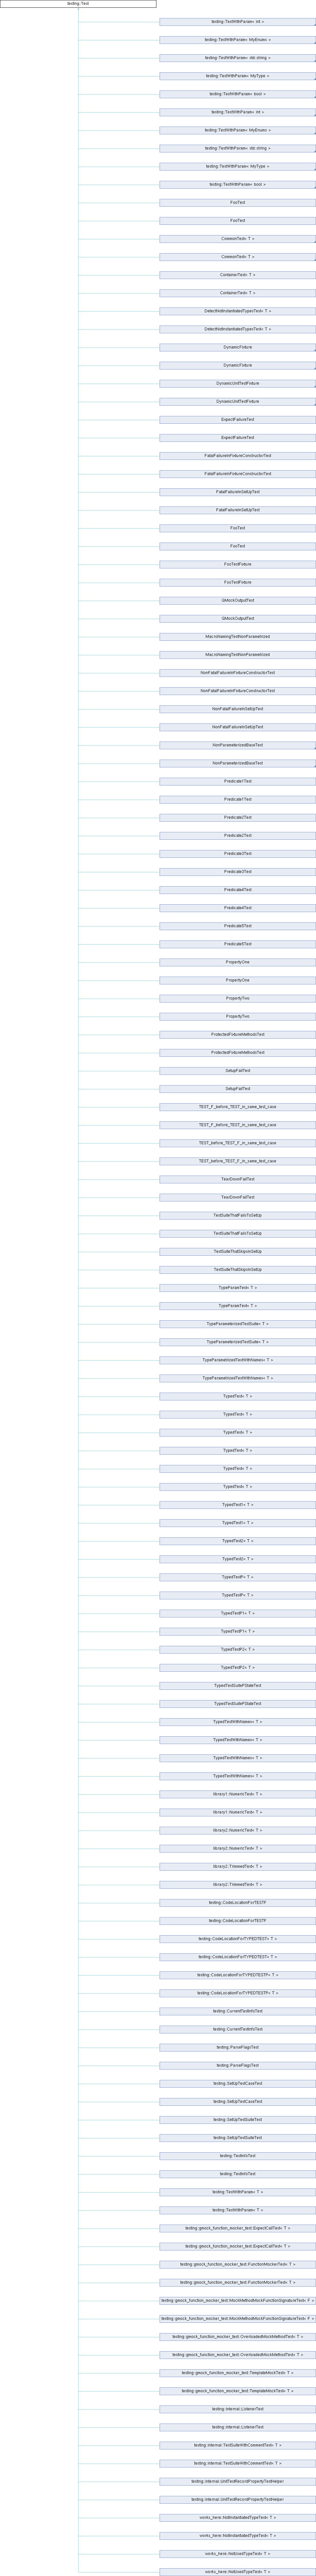 testing::Test
testing::TestWithParam< int >
testing::TestWithParam< MyEnums >
testing::TestWithParam< std::string >
testing::TestWithParam< MyType >
testing::TestWithParam< bool >
testing::TestWithParam< int >
testing::TestWithParam< MyEnums >
testing::TestWithParam< std::string >
testing::TestWithParam< MyType >
testing::TestWithParam< bool >
FooTest
FooTest
CommonTest< T >
CommonTest< T >
ContainerTest< T >
ContainerTest< T >
DetectNotInstantiatedTypesTest< T >
DetectNotInstantiatedTypesTest< T >
DynamicFixture
DynamicFixture
DynamicUnitTestFixture
DynamicUnitTestFixture
ExpectFailureTest
ExpectFailureTest
FatalFailureInFixtureConstructorTest
FatalFailureInFixtureConstructorTest
FatalFailureInSetUpTest
FatalFailureInSetUpTest
FooTest
FooTest
FooTestFixture
FooTestFixture
GMockOutputTest
GMockOutputTest
MacroNamingTestNonParametrized
MacroNamingTestNonParametrized
NonFatalFailureInFixtureConstructorTest
NonFatalFailureInFixtureConstructorTest
NonFatalFailureInSetUpTest
NonFatalFailureInSetUpTest
NonParameterizedBaseTest
NonParameterizedBaseTest
Predicate1Test
Predicate1Test
Predicate2Test
Predicate2Test
Predicate3Test
Predicate3Test
Predicate4Test
Predicate4Test
Predicate5Test
Predicate5Test
PropertyOne
PropertyOne
PropertyTwo
PropertyTwo
ProtectedFixtureMethodsTest
ProtectedFixtureMethodsTest
SetupFailTest
SetupFailTest
TEST_F_before_TEST_in_same_test_case
TEST_F_before_TEST_in_same_test_case
TEST_before_TEST_F_in_same_test_case
TEST_before_TEST_F_in_same_test_case
TearDownFailTest
TearDownFailTest
TestSuiteThatFailsToSetUp
TestSuiteThatFailsToSetUp
TestSuiteThatSkipsInSetUp
TestSuiteThatSkipsInSetUp
TypeParamTest< T >
TypeParamTest< T >
TypeParameterizedTestSuite< T >
TypeParameterizedTestSuite< T >
TypeParametrizedTestWithNames< T >
TypeParametrizedTestWithNames< T >
TypedTest< T >
TypedTest< T >
TypedTest< T >
TypedTest< T >
TypedTest< T >
TypedTest< T >
TypedTest1< T >
TypedTest1< T >
TypedTest2< T >
TypedTest2< T >
TypedTestP< T >
TypedTestP< T >
TypedTestP1< T >
TypedTestP1< T >
TypedTestP2< T >
TypedTestP2< T >
TypedTestSuitePStateTest
TypedTestSuitePStateTest
TypedTestWithNames< T >
TypedTestWithNames< T >
TypedTestWithNames< T >
TypedTestWithNames< T >
library1::NumericTest< T >
library1::NumericTest< T >
library2::NumericTest< T >
library2::NumericTest< T >
library2::TrimmedTest< T >
library2::TrimmedTest< T >
testing::CodeLocationForTESTF
testing::CodeLocationForTESTF
testing::CodeLocationForTYPEDTEST< T >
testing::CodeLocationForTYPEDTEST< T >
testing::CodeLocationForTYPEDTESTP< T >
testing::CodeLocationForTYPEDTESTP< T >
testing::CurrentTestInfoTest
testing::CurrentTestInfoTest
testing::ParseFlagsTest
testing::ParseFlagsTest
testing::SetUpTestCaseTest
testing::SetUpTestCaseTest
testing::SetUpTestSuiteTest
testing::SetUpTestSuiteTest
testing::TestInfoTest
testing::TestInfoTest
testing::TestWithParam< T >
testing::TestWithParam< T >
testing::gmock_function_mocker_test::ExpectCallTest< T >
testing::gmock_function_mocker_test::ExpectCallTest< T >
testing::gmock_function_mocker_test::FunctionMockerTest< T >
testing::gmock_function_mocker_test::FunctionMockerTest< T >
testing::gmock_function_mocker_test::MockMethodMockFunctionSignatureTest< F >
testing::gmock_function_mocker_test::MockMethodMockFunctionSignatureTest< F >
testing::gmock_function_mocker_test::OverloadedMockMethodTest< T >
testing::gmock_function_mocker_test::OverloadedMockMethodTest< T >
testing::gmock_function_mocker_test::TemplateMockTest< T >
testing::gmock_function_mocker_test::TemplateMockTest< T >
testing::internal::ListenerTest
testing::internal::ListenerTest
testing::internal::TestSuiteWithCommentTest< T >
testing::internal::TestSuiteWithCommentTest< T >
testing::internal::UnitTestRecordPropertyTestHelper
testing::internal::UnitTestRecordPropertyTestHelper
works_here::NotInstantiatedTypeTest< T >
works_here::NotInstantiatedTypeTest< T >
works_here::NotUsedTypeTest< T >
works_here::NotUsedTypeTest< T >